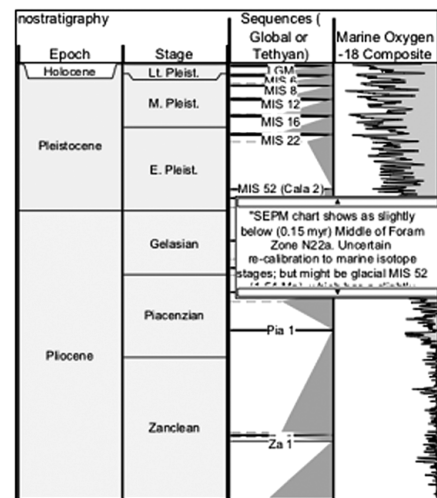 nostratigraphy
Sequences (
Global or
Tethyan)
Marine Oxygen
-18 Composite
Epoch
Stage
Holocene
Lt. Pleist.
LGM
MIS 6
MIS 8
M. Pleist.
MIS 12
MIS 16
MIS 22
Pleistocene
E. Pleist.
MIS 52 (Cala 2)
"SEPM chart shows as slightly
below (0.15 myr) Middle of Foram
Zone N22a. Uncertain
re-calibration to marine isotope
stages; but might be glacial MIS 52
Gelasian
Piacenzian
Pia 1
Pliocene
Zanclean
Za 1